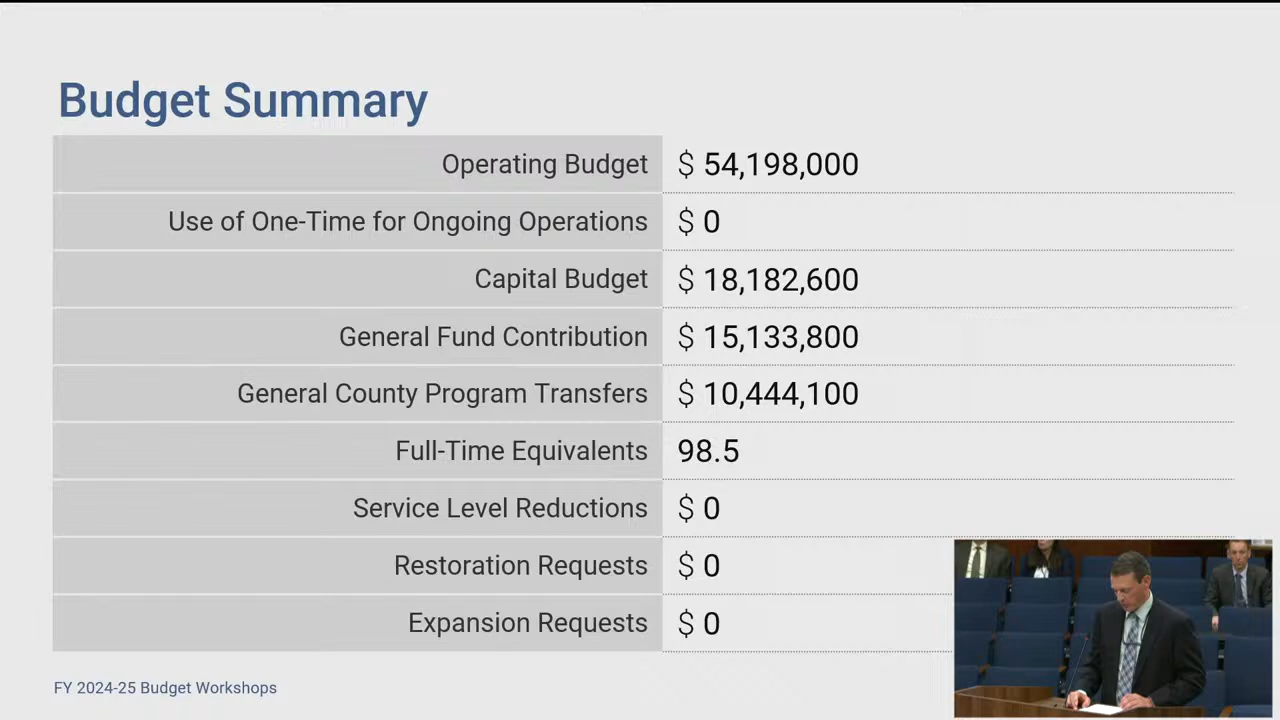 Budget Summary
Operating Budget $ 54,198,000
Use of One-Time for Ongoing Operations $ 0
Capital Budget $ 18,182,600
General Fund Contribution $ 15,133,800
General County Program Transfers $ 10,444,100
Full-Time Equivalents 98.5
Service Level Reductions $ 0
Restoration Requests $ 0
Expansion Requests $ 0
FY 2024-25 Budget Workshops